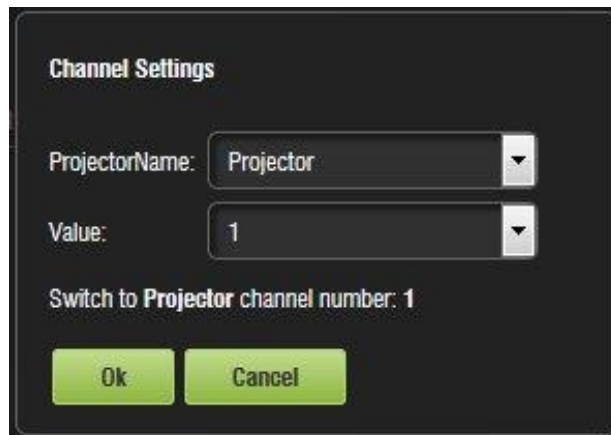 Channel Settings
ProjectorName: Projector
Value: 1
Switch to Projector channel number: 1
Ok Cancel